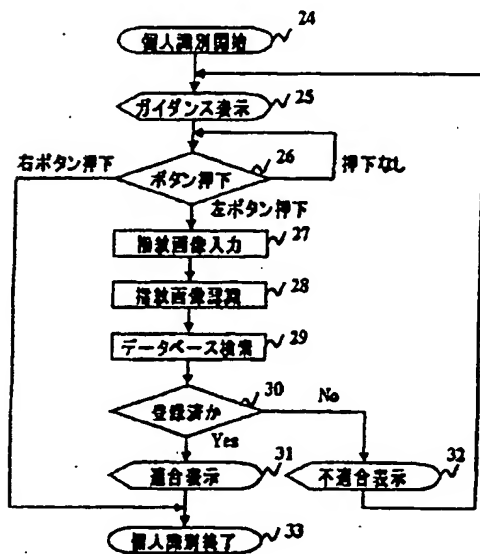 個人識別開始 24
ガイダンス表示 25
右ボタン押下
ボタン押下 26
押下なし
左ボタン押下
指紋画像入力 27
指紋画像認識 28
データベース検索 29
登録済か 30
No
Yes
適合表示 31
不適合表示 32
個人識別終了 33